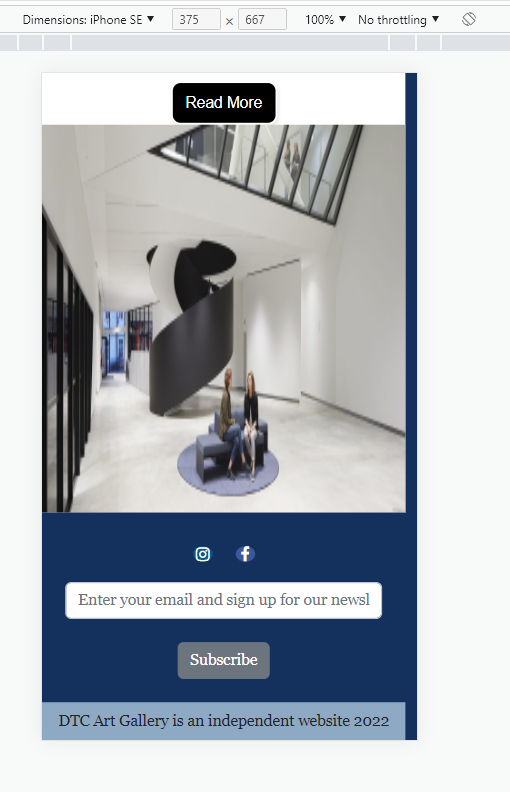 Dimensions: iPhone SE ▼ 375 × 667 100% ▼ No throttling ▼
Read More
Enter your email and sign up for our newsl
Subscribe
DTC Art Gallery is an independent website 2022